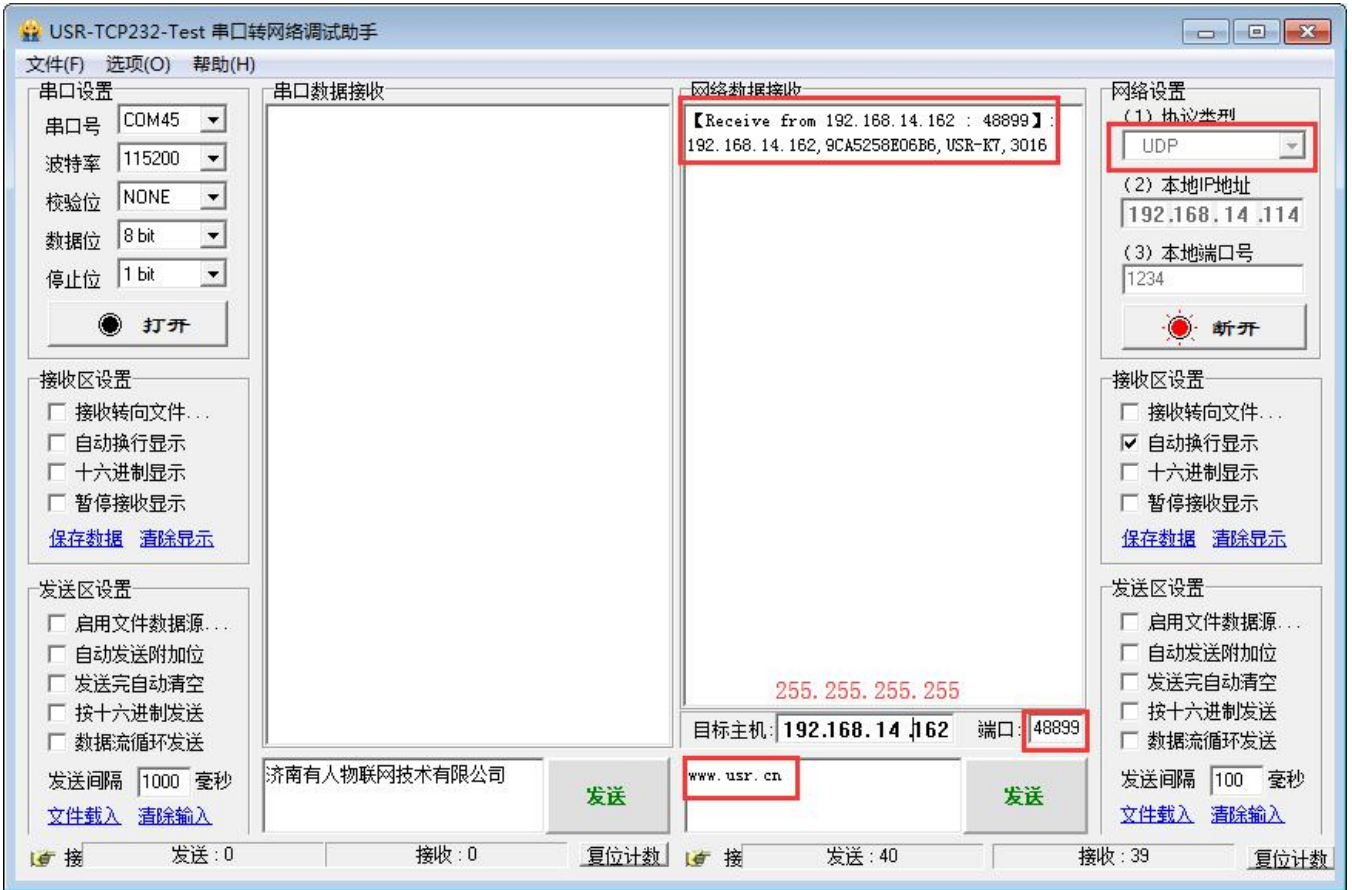 USR-TCP232-Test 串口转网络调试助手
文件(F) 选项(O) 帮助(H)
串口设置
串口号 COM45
波特率 115200
校验位 NONE
数据位 8 bit
停止位 1 bit
打开
接收区设置
接收转向文件...
自动换行显示
十六进制显示
暂停接收显示
保存数据 清除显示
发送区设置
启用文件数据源...
自动发送附加位
发送完自动清空
按十六进制发送
数据流循环发送
发送间隔 1000 毫秒
文件载入 清除输入
串口数据接收
济南有人物联网技术有限公司
发送
网络数据接收
【Receive from 192.168.14.162 : 48899】:
192.168.14.162,9CA5258E06B6,USR-K7,3016
255.255.255.255
目标主机: 192.168.14.162 端口: 48899
www.usr.cn
发送
网络设置
(1) 协议类型
UDP
(2) 本地IP地址
192.168.14.114
(3) 本地端口号
1234
断开
接收区设置
接收转向文件...
自动换行显示
十六进制显示
暂停接收显示
保存数据 清除显示
发送区设置
启用文件数据源...
自动发送附加位
发送完自动清空
按十六进制发送
数据流循环发送
发送间隔 100 毫秒
文件载入 清除输入
接 发送:0 接收:0 复位计数 接 发送:40 接收:39 复位计数